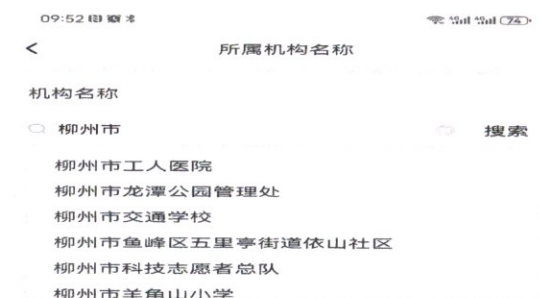 09:52
74
所属机构名称
机构名称
柳州市 搜索
柳州市工人医院
柳州市龙潭公园管理处
柳州市交通学校
柳州市鱼峰区五里亭街道依山社区
柳州市科技志愿者总队
柳州市羊角山小学